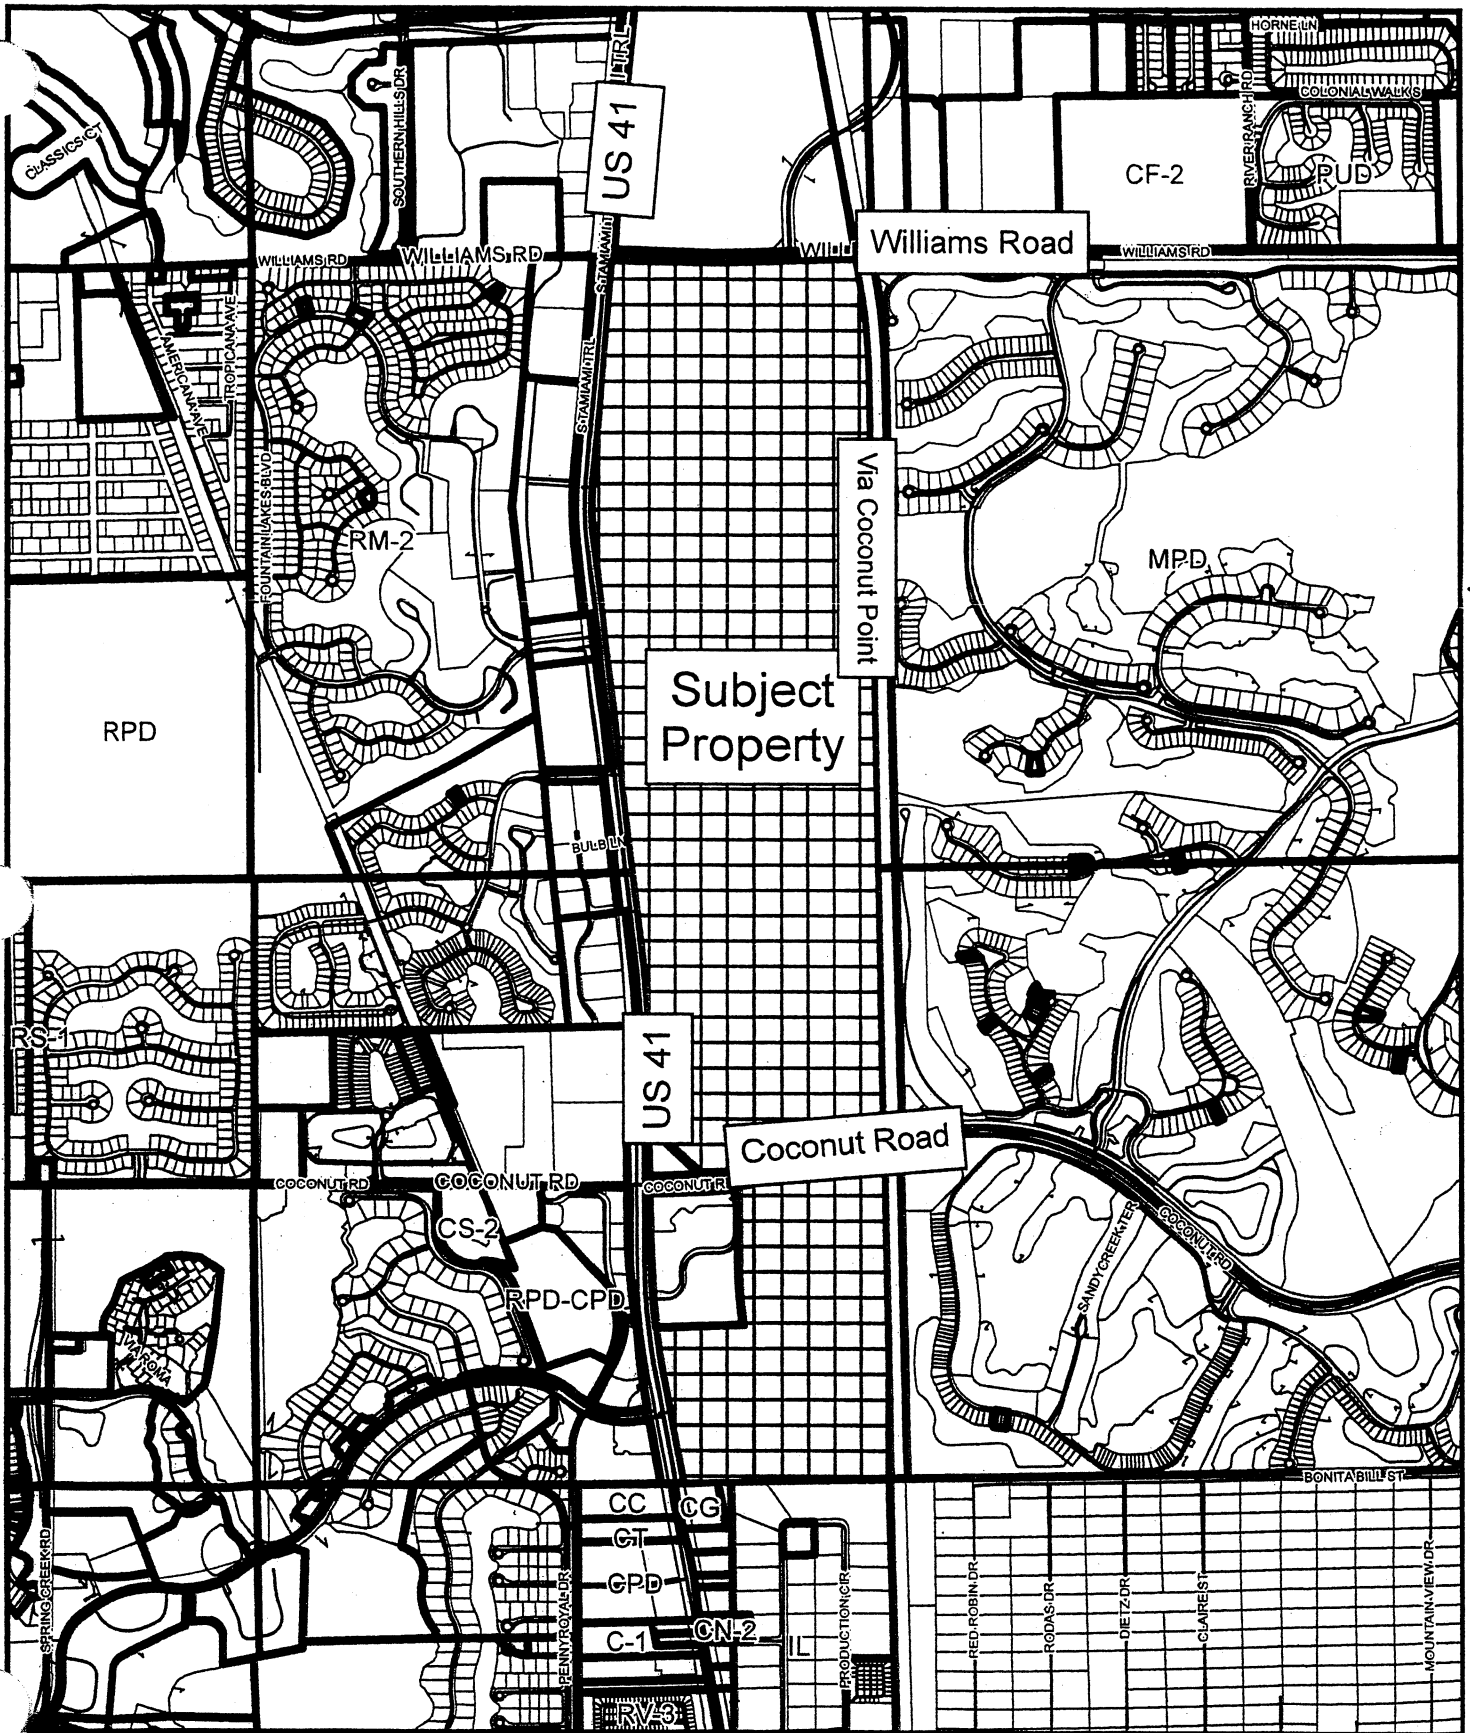 HORNE LN
COLONIAL WALKS
RIVER RANCH RD
PUD
CF-2
CLASSICS CT
SOUTHERN HILLS DR
US 41
WILLIAMS RD
WILLIAMS RD
Williams Road
WILLIAMS RD
S TAMIAMI TRL
AMERICANA AVE
TROPICANA AVE
FOUNTAIN LAKES BLVD
RM-2
Via Coconut Point
MPD
RPD
Subject
Property
BULB LN
RS-1
US 41
Coconut Road
COCONUT RD
COCONUT RD
COCONUT R
CS-2
RPD-CPD
SANDY CREEK TER
COCONUT RD
BONITA BILL ST
CC
CG
CT
CPD
CN-2
C-1
IL
RV-3
SPRING CREEK RD
PENNYROYAL DR
PRODUCTION CIR
RED ROBIN DR
RODAS DR
DIETZ DR
CLAIRE ST
MOUNTAIN VIEW DR